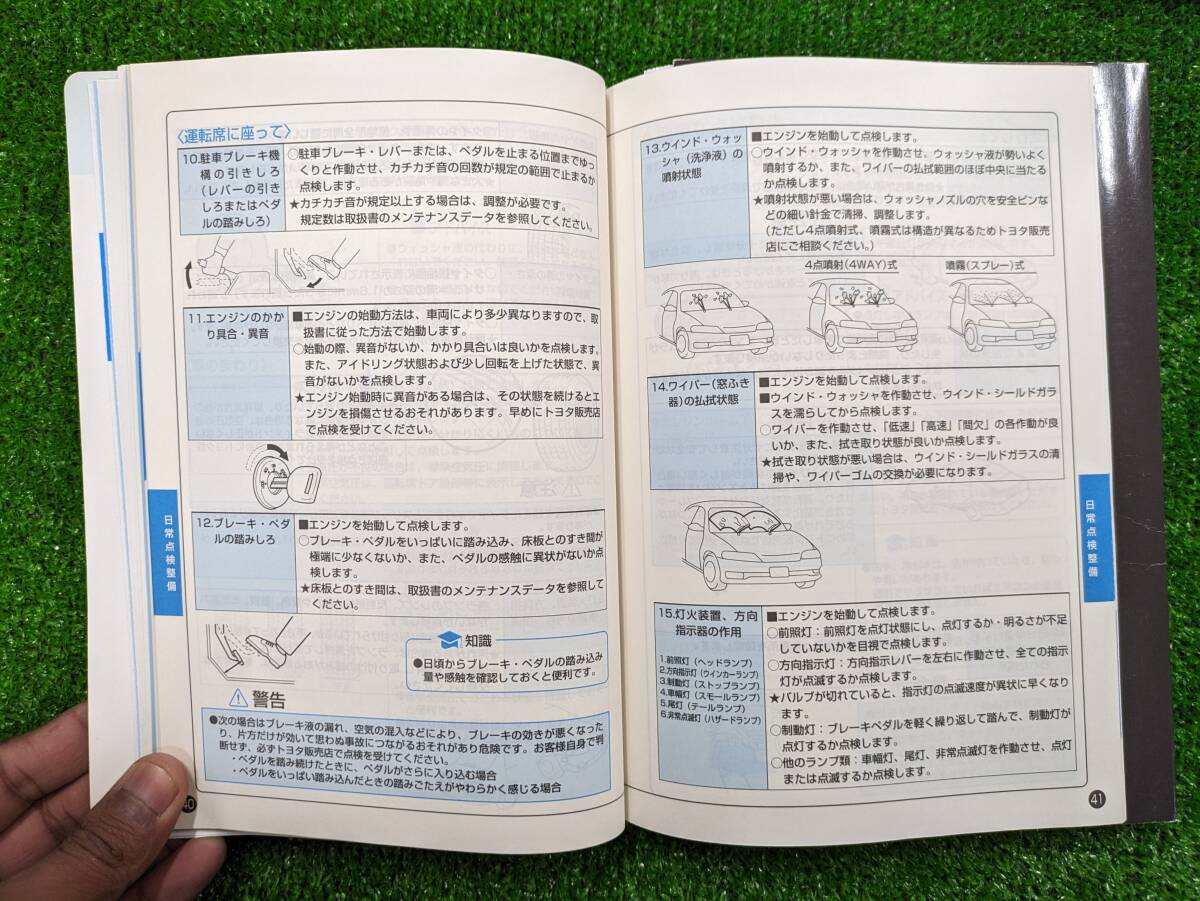 〈運転席に座って〉
10.駐車ブレーキ機
構の引きしろ
(レバーの引き
しろまたはペダ
ルの踏みしろ)
○駐車ブレーキ・レバーまたは、ペダルを止まる位置までゆっ
くりと作動させ、カチカチ音の回数が規定の範囲で止まるか
点検します。
★カチカチ音が規定以上する場合は、調整が必要です。
規定数は取扱書のメンテナンスデータを参照してください。
11.エンジンのかか
り具合・異音
■エンジンの始動方法は、車両により多少異なりますので、取
扱書に従った方法で始動します。
○始動の際、異音がないか、かかり具合いは良いかを点検します。
また、アイドリング状態および少し回転を上げた状態で、異
音がないかを点検します。
★エンジン始動時に異音がある場合は、その状態を続けるとエ
ンジンを損傷させるおそれがあります。早めにトヨタ販売店
で点検を受けてください。
12.ブレーキ・ペダ
ルの踏みしろ
■エンジンを始動して点検します。
○ブレーキ・ペダルをいっぱいに踏み込み、床板とのすき間が
極端に少なくないか、また、ペダルの感触に異状がないか点
検します。
★床板とのすき間は、取扱書のメンテナンスデータを参照して
ください。
知識
●日頃からブレーキ・ペダルの踏み込み
量や感触を確認しておくと便利です。
警告
●次の場合はブレーキ液の漏れ、空気の混入などにより、ブレーキの効きが悪くなった
り、片方だけが効いて思わぬ事故につながるおそれがあり危険です。お客様自身で判
断せず、必ずトヨタ販売店で点検を受けてください。
・ペダルを踏み続けたときに、ペダルがさらに入り込む場合
・ペダルをいっぱい踏み込んだときの踏みごたえがやわらかく感じる場合
日常点検整備
40
13.ウインド・ウォッ
シャ(洗浄液)の
噴射状態
■エンジンを始動して点検します。
○ウインド・ウォッシャを作動させ、ウォッシャ液が勢いよく
噴射するか、また、ワイパーの払拭範囲のほぼ中央に当たる
か点検します。
★噴射状態が悪い場合は、ウォッシャノズルの穴を安全ピンな
どの細い針金で清掃、調整します。
(ただし4点噴射式、噴霧式は構造が異なるためトヨタ販売
店にご相談ください。)
4点噴射(4WAY)式
噴霧(スプレー)式
14.ワイパー(窓ふき
器)の払拭状態
■エンジンを始動して点検します。
■ウインド・ウォッシャを作動させ、ウインド・シールドガラ
スを濡らしてから点検します。
○ワイパーを作動させ、「低速」「高速」「間欠」の各作動が良
いか、また、拭き取り状態が良いか点検します。
★拭き取り状態が悪い場合は、ウインド・シールドガラスの清
掃や、ワイパーゴムの交換が必要になります。
15.灯火装置、方向
指示器の作用
1.前照灯(ヘッドランプ)
2.方向指示灯(ウィンカーランプ)
3.制動灯(ストップランプ)
4.車幅灯(スモールランプ)
5.尾灯(テールランプ)
6.非常点滅灯(ハザードランプ)
■エンジンを始動して点検します。
○前照灯：前照灯を点灯状態にし、点灯するか・明るさが不足
していないかを目視で点検します。
○方向指示灯：方向指示レバーを左右に作動させ、全ての指示
灯が点滅するか点検します。
★バルブが切れていると、指示灯の点滅速度が異状に早くなり
ます。
○制動灯：ブレーキペダルを軽く繰り返して踏んで、制動灯が
点灯するか点検します。
○他のランプ類：車幅灯、尾灯、非常点滅灯を作動させ、点灯
または点滅するか点検します。
日常点検整備
41